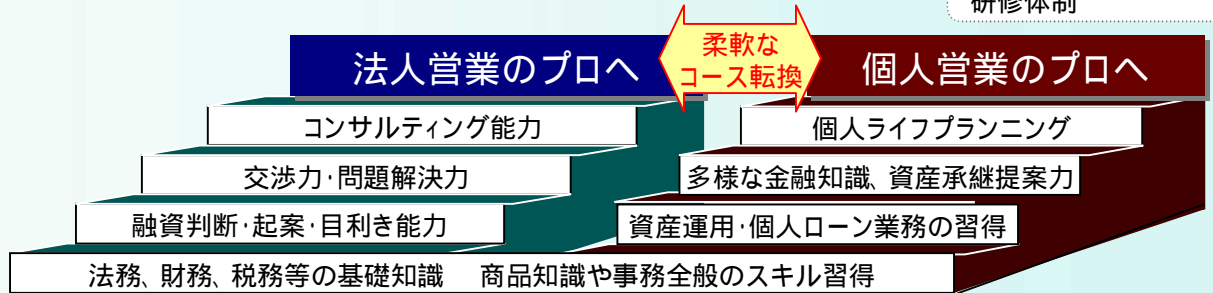 研修体制
法人営業のプロへ
柔軟な
コース転換
個人営業のプロへ
コンサルティング能力
個人ライフプランニング
交渉力・問題解決力
多様な金融知識、資産承継提案力
融資判断・起案・目利き能力
資産運用・個人ローン業務の習得
法務、財務、税務等の基礎知識　商品知識や事務全般のスキル習得